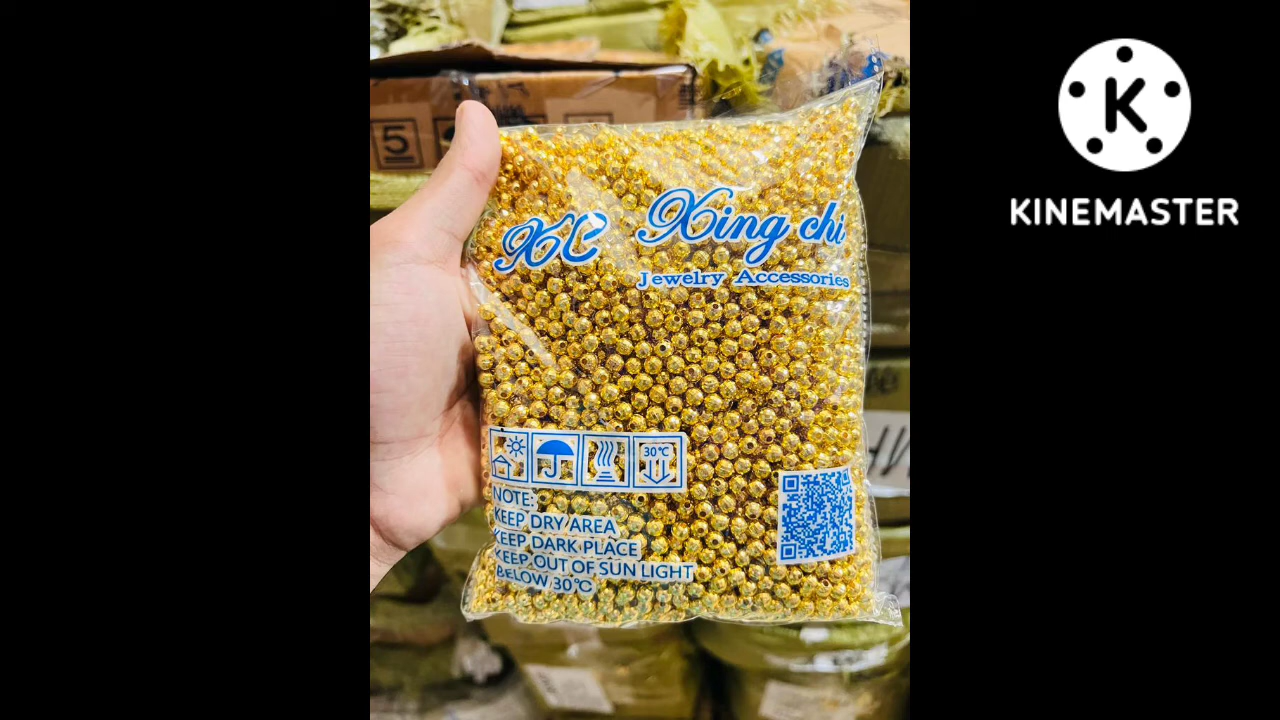 5
XC
Xing chi
Jewelry Accessories
30℃
NOTE:
KEEP DRY AREA
KEEP DARK PLACE
KEEP OUT OF SUN LIGHT
BELOW 30℃
K
KINEMASTER